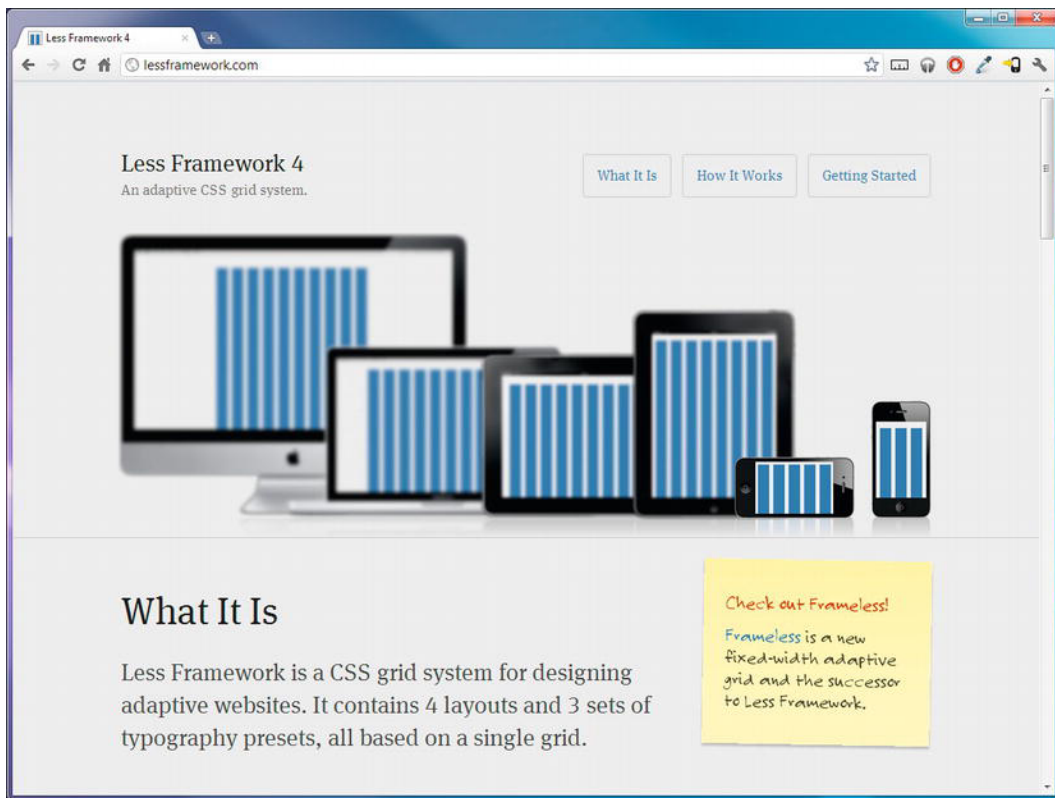 Less Framework 4
lessframework.com
Less Framework 4
An adaptive CSS grid system.
What It Is
How It Works
Getting Started
What It Is
Less Framework is a CSS grid system for designing
adaptive websites. It contains 4 layouts and 3 sets of
typography presets, all based on a single grid.
Check out Frameless!
Frameless is a new
fixed-width adaptive
grid and the successor
to Less Framework.